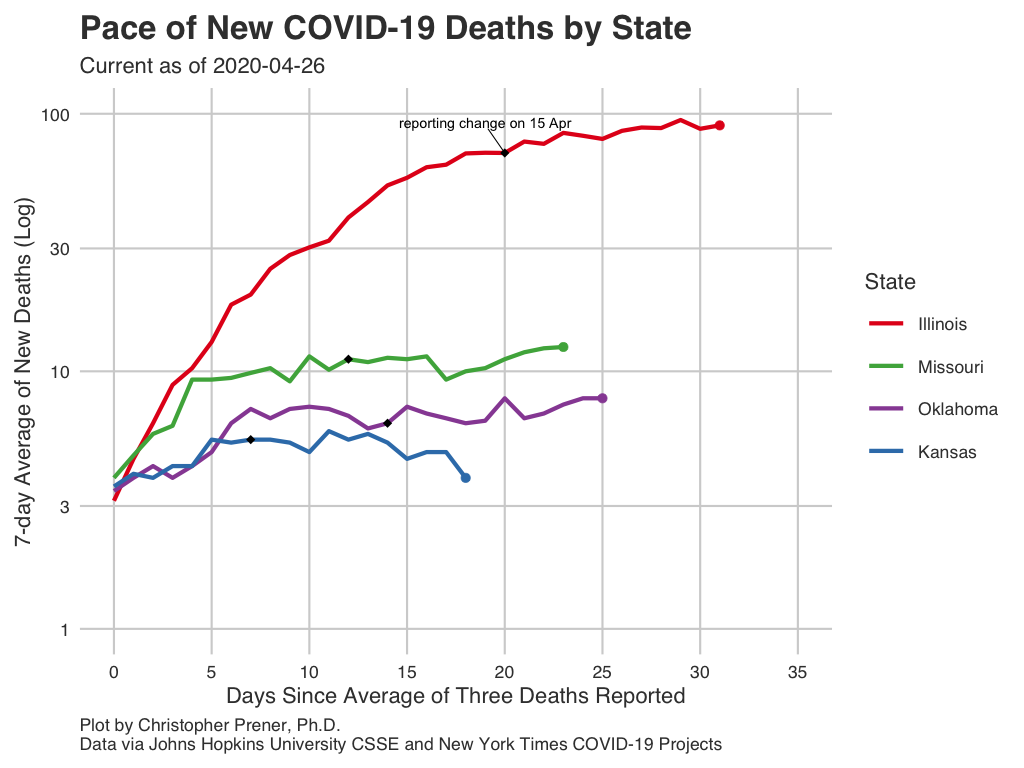 Pace of New COVID-19 Deaths by State
Current as of 2020-04-26
100
30
10
3
1
7-day Average of New Deaths (Log)
reporting change on 15 Apr
State
Illinois
Missouri
Oklahoma
Kansas
0 5 10 15 20 25 30 35
Days Since Average of Three Deaths Reported
Plot by Christopher Prener, Ph.D.
Data via Johns Hopkins University CSSE and New York Times COVID-19 Projects